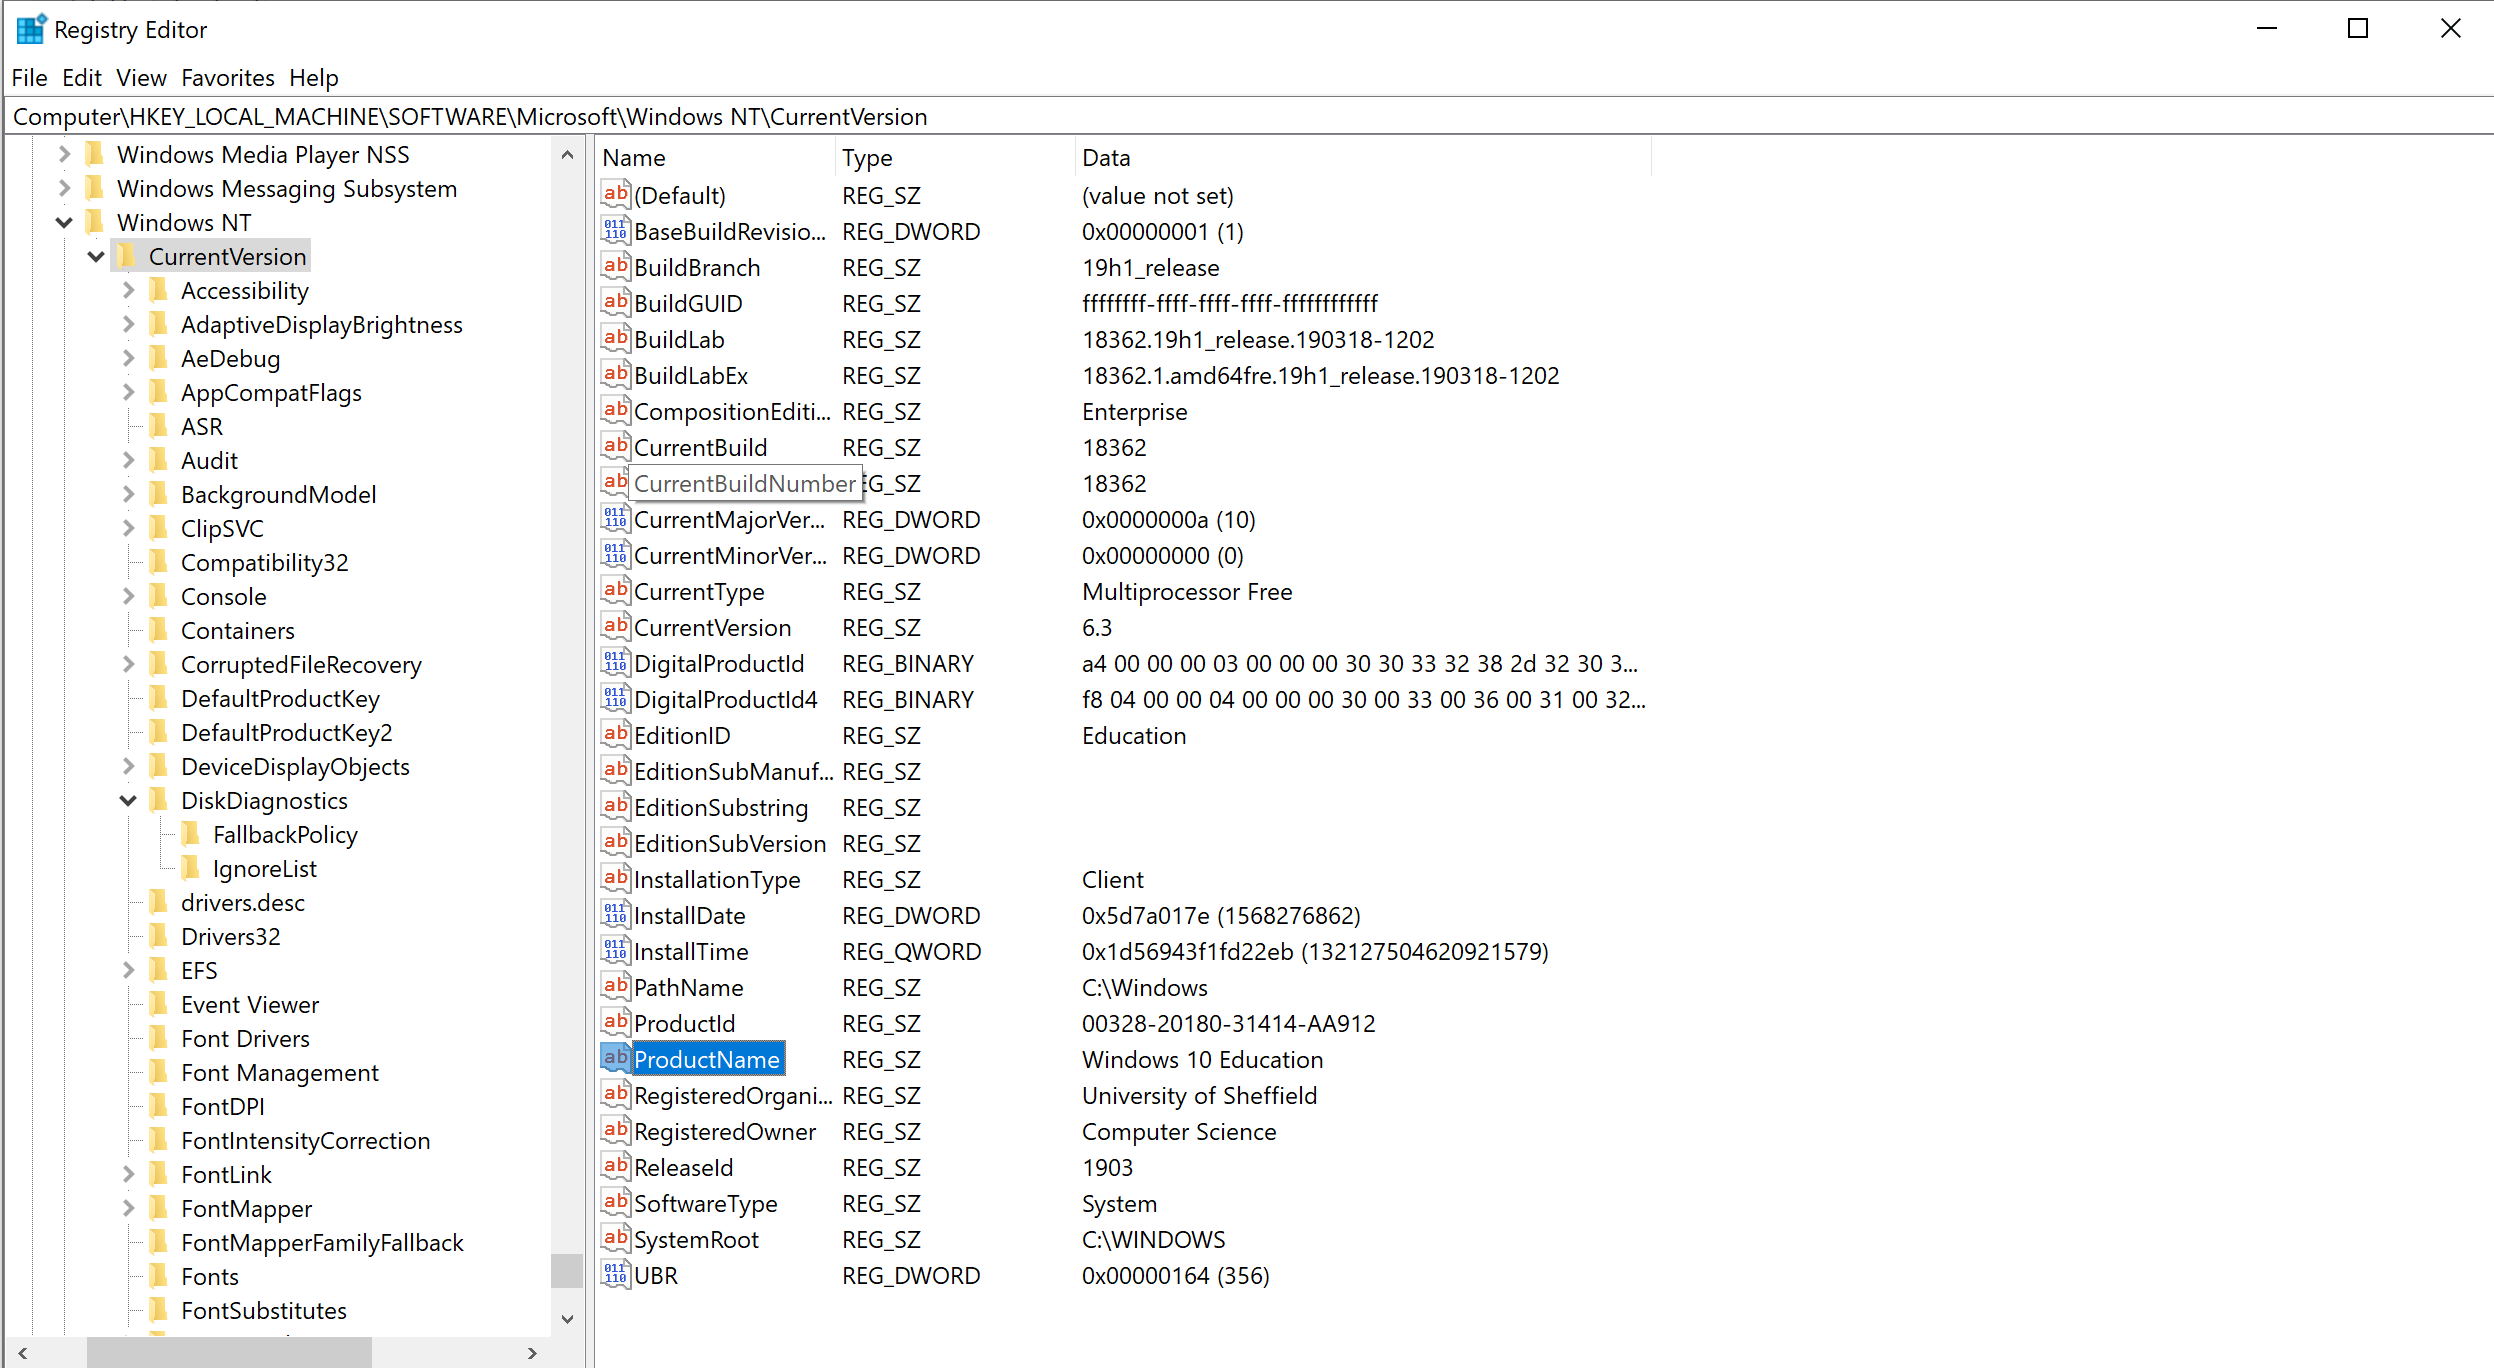 Registry Editor
File Edit View Favorites Help
Computer\HKEY_LOCAL_MACHINE\SOFTWARE\Microsoft\Windows NT\CurrentVersion
Windows Media Player NSS
Windows Messaging Subsystem
Windows NT
CurrentVersion
Accessibility
AdaptiveDisplayBrightness
AeDebug
AppCompatFlags
ASR
Audit
BackgroundModel
ClipSVC
Compatibility32
Console
Containers
CorruptedFileRecovery
DefaultProductKey
DefaultProductKey2
DeviceDisplayObjects
DiskDiagnostics
FallbackPolicy
IgnoreList
drivers.desc
Drivers32
EFS
Event Viewer
Font Drivers
Font Management
FontDPI
FontIntensityCorrection
FontLink
FontMapper
FontMapperFamilyFallback
Fonts
FontSubstitutes
Name Type Data
(Default) REG_SZ (value not set)
BaseBuildRevisio... REG_DWORD 0x00000001 (1)
BuildBranch REG_SZ 19h1_release
BuildGUID REG_SZ ffffffff-ffff-ffff-ffff-ffffffffffff
BuildLab REG_SZ 18362.19h1_release.190318-1202
BuildLabEx REG_SZ 18362.1.amd64fre.19h1_release.190318-1202
CompositionEditi... REG_SZ Enterprise
CurrentBuild REG_SZ 18362
CurrentBuildNumber EG_SZ 18362
CurrentMajorVer... REG_DWORD 0x0000000a (10)
CurrentMinorVer... REG_DWORD 0x00000000 (0)
CurrentType REG_SZ Multiprocessor Free
CurrentVersion REG_SZ 6.3
DigitalProductId REG_BINARY a4 00 00 00 03 00 00 00 30 30 33 32 38 2d 32 30 3...
DigitalProductId4 REG_BINARY f8 04 00 00 04 00 00 00 30 00 33 00 36 00 31 00 32...
EditionID REG_SZ Education
EditionSubManuf... REG_SZ
EditionSubstring REG_SZ
EditionSubVersion REG_SZ
InstallationType REG_SZ Client
InstallDate REG_DWORD 0x5d7a017e (1568276862)
InstallTime REG_QWORD 0x1d56943f1fd22eb (132127504620921579)
PathName REG_SZ C:\Windows
ProductId REG_SZ 00328-20180-31414-AA912
ProductName REG_SZ Windows 10 Education
RegisteredOrgani... REG_SZ University of Sheffield
RegisteredOwner REG_SZ Computer Science
ReleaseId REG_SZ 1903
SoftwareType REG_SZ System
SystemRoot REG_SZ C:\WINDOWS
UBR REG_DWORD 0x00000164 (356)